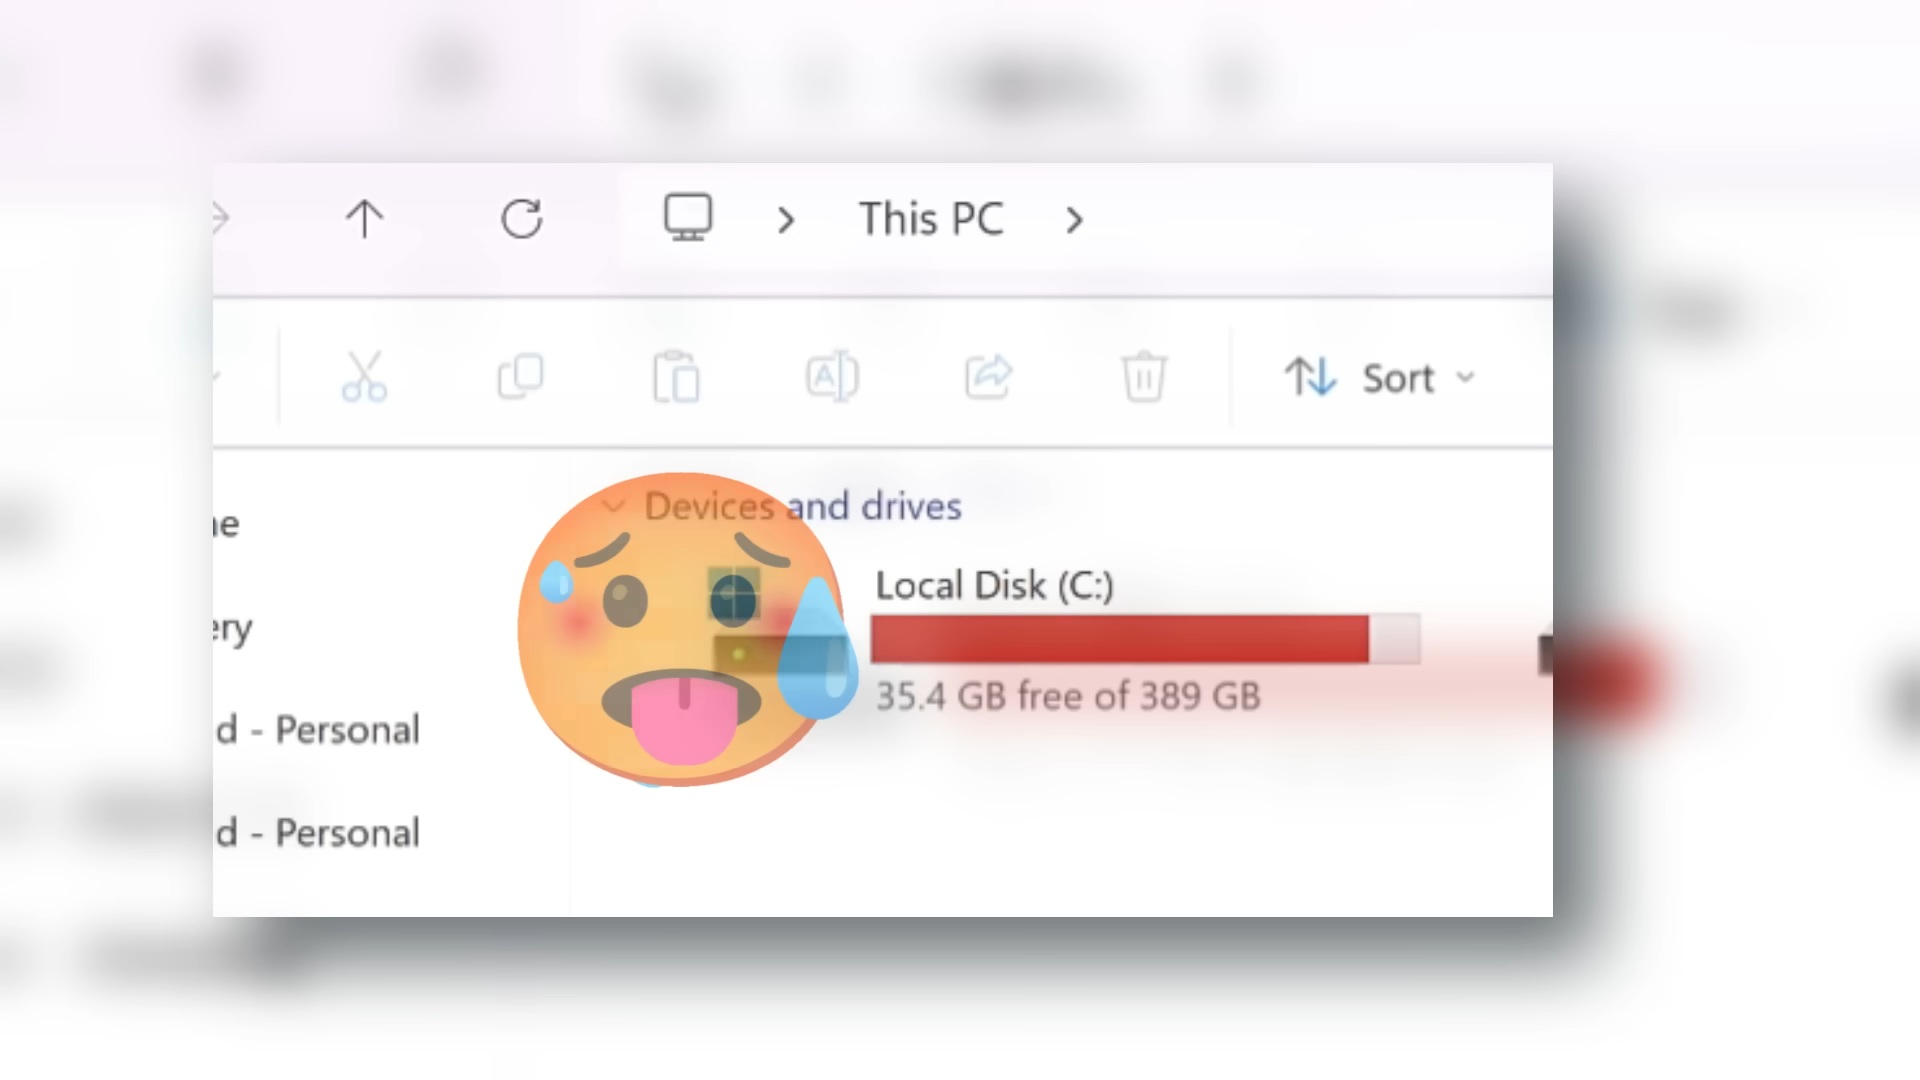 This PC
Sort
Devices and drives
Local Disk (C:)
35.4 GB free of 389 GB
d - Personal
d - Personal